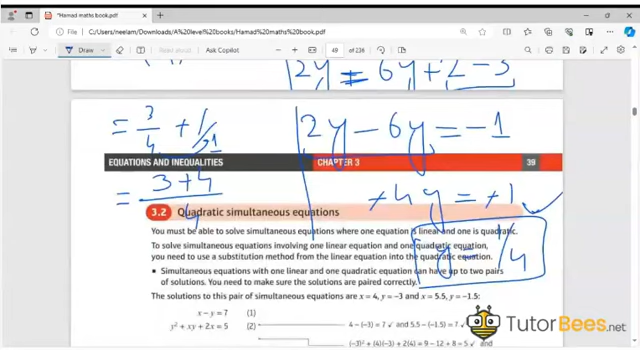 *Hamad maths book.pdf
File C:/Users/neelam/Downloads/A%20level%20books/Hamad%20maths%20book.pdf
Draw
Read aloud
Ask Copilot
49 of 236
Edit with Acrobat
2y = 6y + 2 - 3
= 3/4 + 1/1
2y - 6y = -1
EQUATIONS AND INEQUALITIES CHAPTER 3 39
= 3 + 4 / 4
-4y = -1
y = 1/4
3.2 Quadratic simultaneous equations
You must be able to solve simultaneous equations where one equation is linear and one is quadratic.
To solve simultaneous equations involving one linear equation and one quadratic equation,
you need to use a substitution method from the linear equation into the quadratic equation.
▪ Simultaneous equations with one linear and one quadratic equation can have up to two pairs
of solutions. You need to make sure the solutions are paired correctly.
The solutions to this pair of simultaneous equations are x = 4, y = -3 and x = 5.5, y = -1.5:
x - y = 7 (1)
4 - (-3) = 7 ✓ and 5.5 - (-1.5) = 7 ✓
y² + xy + 2x = 5 (2)
(-3)² + (4)(-3) + 2(4) = 9 - 12 + 8 = 5 ✓ and
TutorBees.net